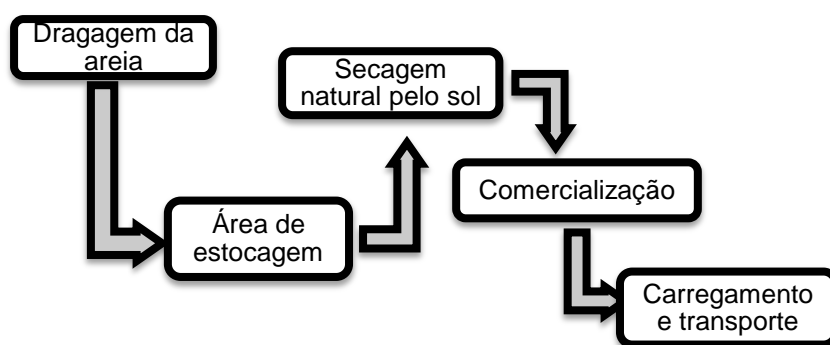 Dragagem da
areia
Área de
estocagem
Secagem
natural pelo sol
Comercialização
Carregamento
e transporte